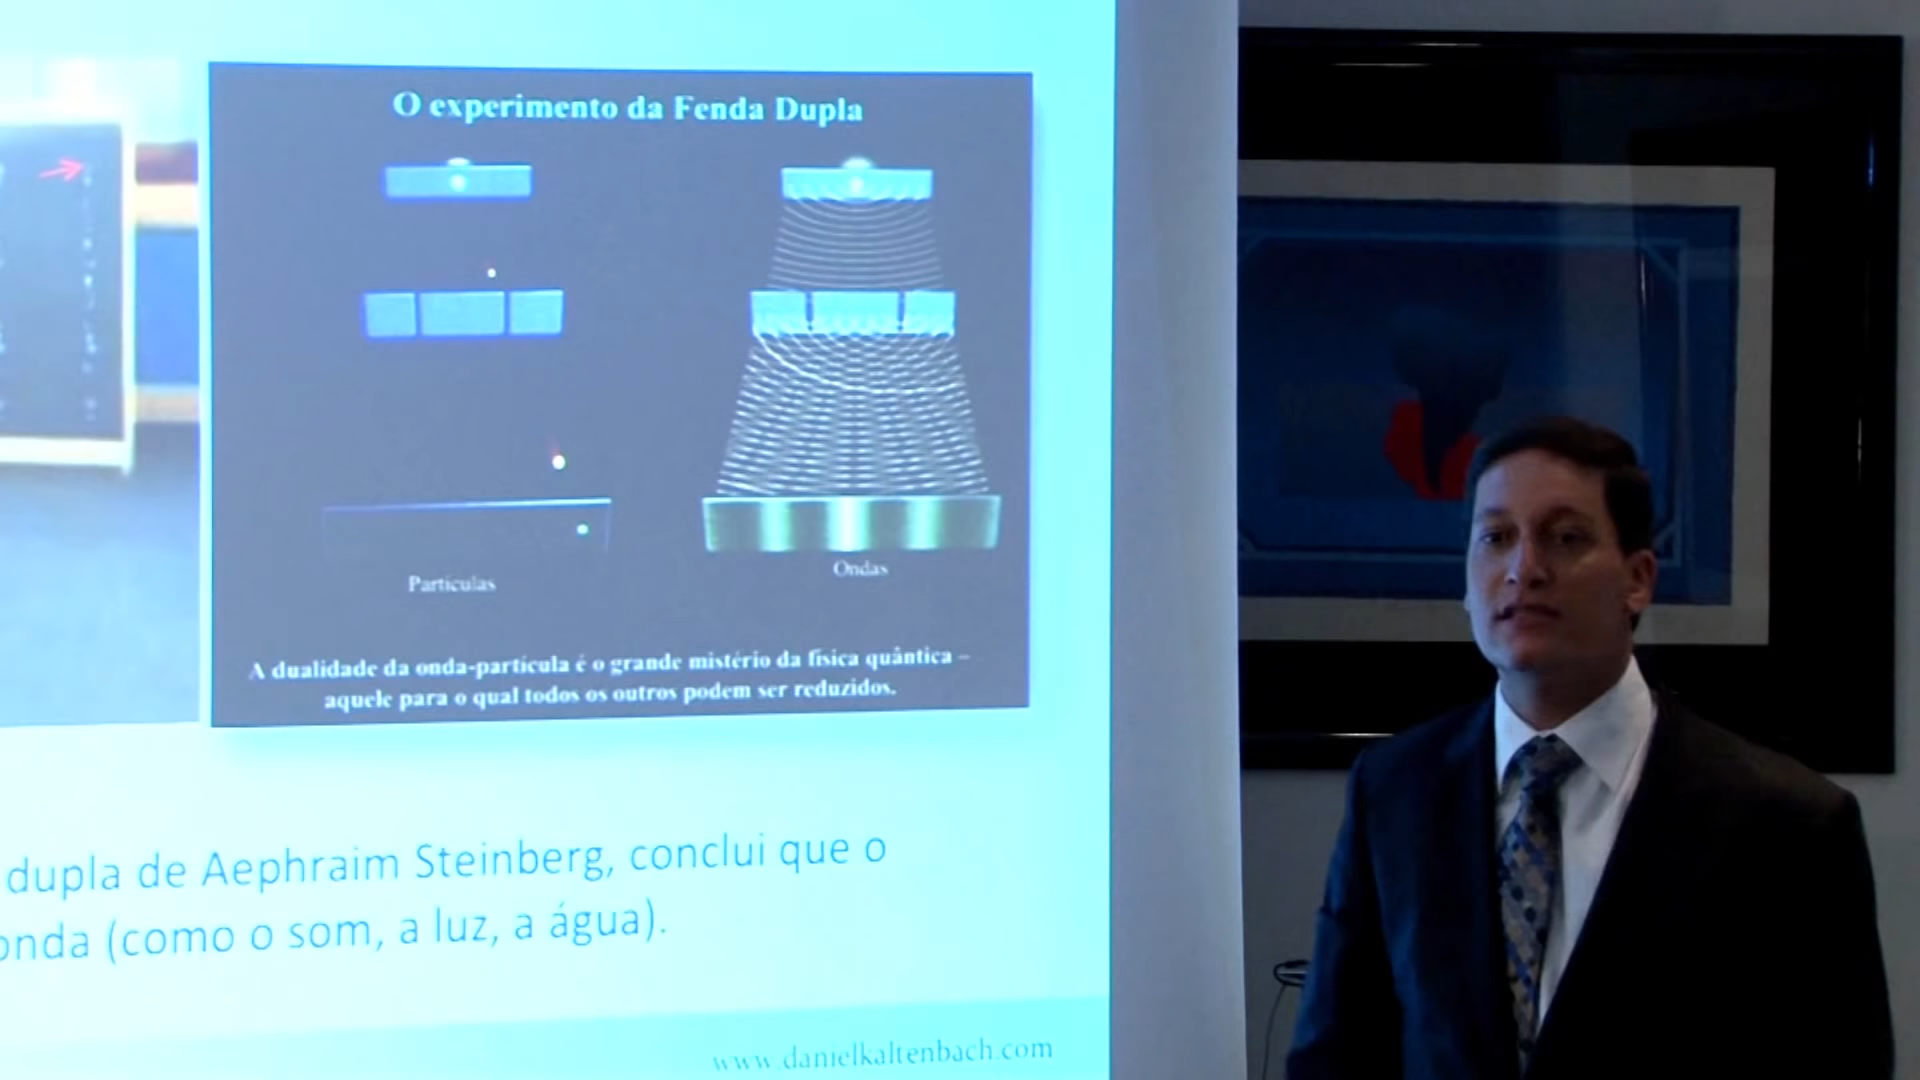 O experimento da Fenda Dupla
Partículas
Ondas
A dualidade da onda-partícula é o grande mistério da física quântica –
aquele para o qual todos os outros podem ser reduzidos.
dupla de Aephraim Steinberg, conclui que o
onda (como o som, a luz, a água).
www.danielkaltenbach.com